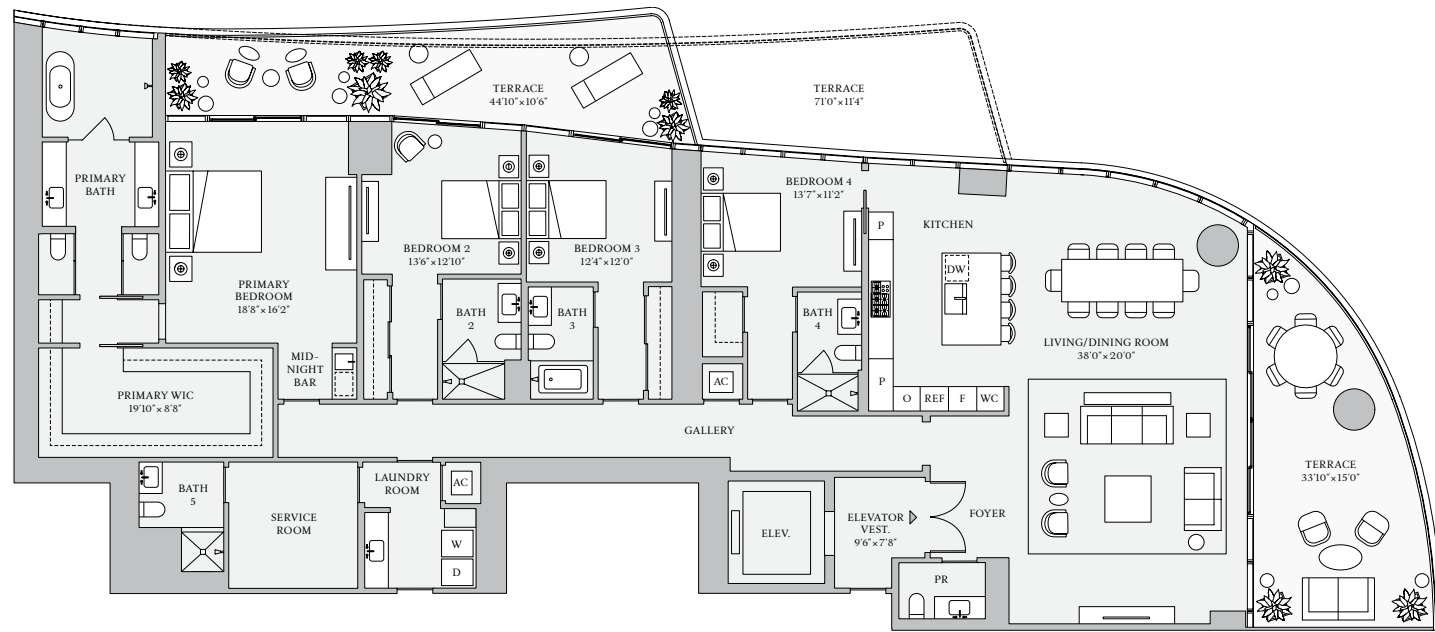 TERRACE
44'10"×10'6"
TERRACE
71'0"×11'4"
PRIMARY
BATH
BEDROOM 4
13'7"×11'2"
P
KITCHEN
BEDROOM 2
13'6"×12'10"
BEDROOM 3
12'4"×12'0"
DW
PRIMARY
BEDROOM
18'8"×16'2"
BATH
2
BATH
3
BATH
4
LIVING/DINING ROOM
38'0"×20'0"
MID-
NIGHT
BAR
AC
P
PRIMARY WIC
19'10"×8'8"
O
REF
F
WC
GALLERY
TERRACE
33'10"×15'0"
BATH
5
LAUNDRY
ROOM
AC
SERVICE
ROOM
W
D
ELEV.
ELEVATOR
VEST.
9'6"×7'8"
FOYER
PR